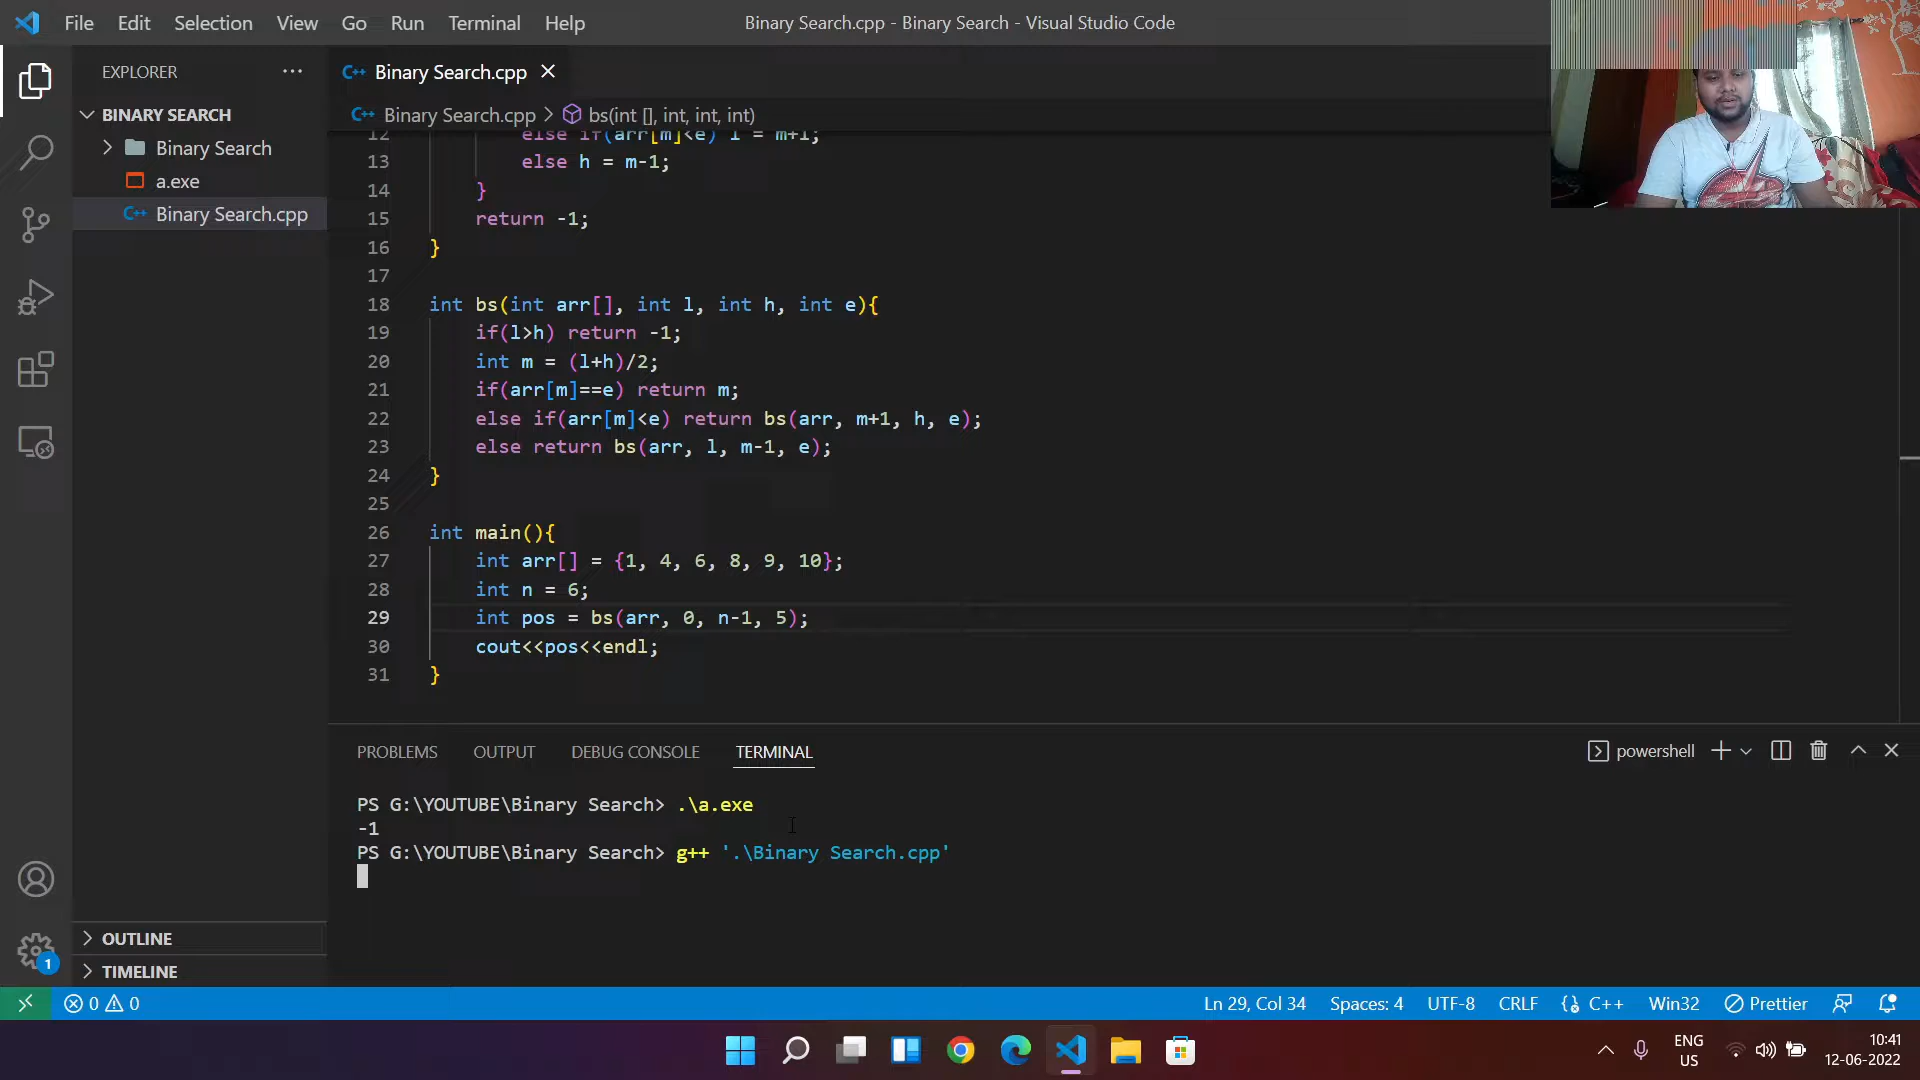 File Edit Selection View Go Run Terminal Help
Binary Search.cpp - Binary Search - Visual Studio Code
EXPLORER
BINARY SEARCH
Binary Search
a.exe
Binary Search.cpp
OUTLINE
TIMELINE
Binary Search.cpp
Binary Search.cpp > bs(int [], int, int, int)
12 else if(arr[m]<e) l = m+1;
13 else h = m-1;
14 }
15 return -1;
16 }
17
18 int bs(int arr[], int l, int h, int e){
19 if(l>h) return -1;
20 int m = (l+h)/2;
21 if(arr[m]==e) return m;
22 else if(arr[m]<e) return bs(arr, m+1, h, e);
23 else return bs(arr, l, m-1, e);
24 }
25
26 int main(){
27 int arr[] = {1, 4, 6, 8, 9, 10};
28 int n = 6;
29 int pos = bs(arr, 0, n-1, 5);
30 cout<<pos<<endl;
31 }
PROBLEMS OUTPUT DEBUG CONSOLE TERMINAL
powershell
PS G:\YOUTUBE\Binary Search> .\a.exe
-1
PS G:\YOUTUBE\Binary Search> g++ '.\Binary Search.cpp'
1
0 0
Ln 29, Col 34 Spaces: 4 UTF-8 CRLF C++ Win32 Prettier
ENG
US
10:41
12-06-2022